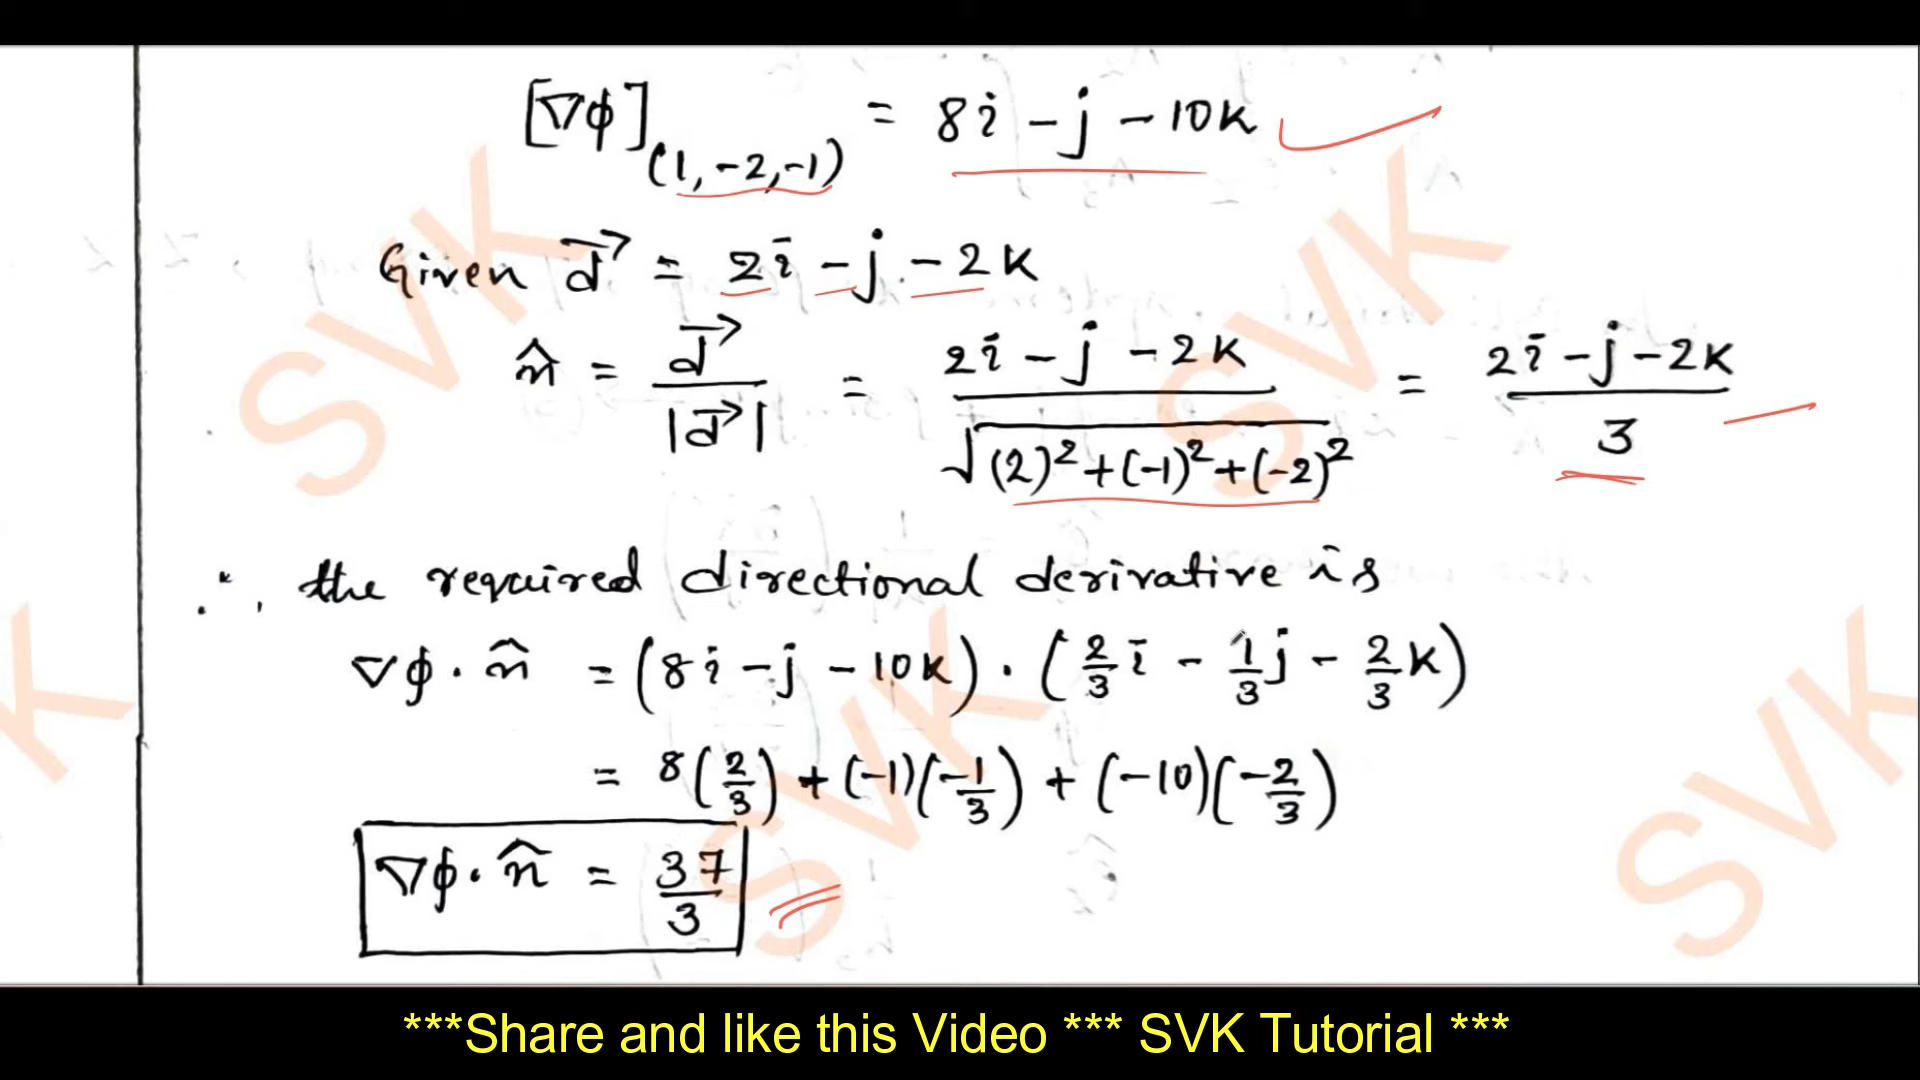 [∇ϕ](1,-2,-1) = 8i - j - 10k
Given d⃗ = 2i - j - 2k
n̂ = d⃗/|d⃗| = (2i - j - 2k)/√((2)²+(-1)²+(-2)²) = (2i - j - 2k)/3
∴ the required directional derivative is
∇ϕ · n̂ = (8i - j - 10k) · (2/3 i - 1/3 j - 2/3 k)
= 8(2/3) + (-1)(-1/3) + (-10)(-2/3)
∇ϕ · n̂ = 37/3
SVK
SVK
SVK
SVK
SVK
***Share and like this Video *** SVK Tutorial ***